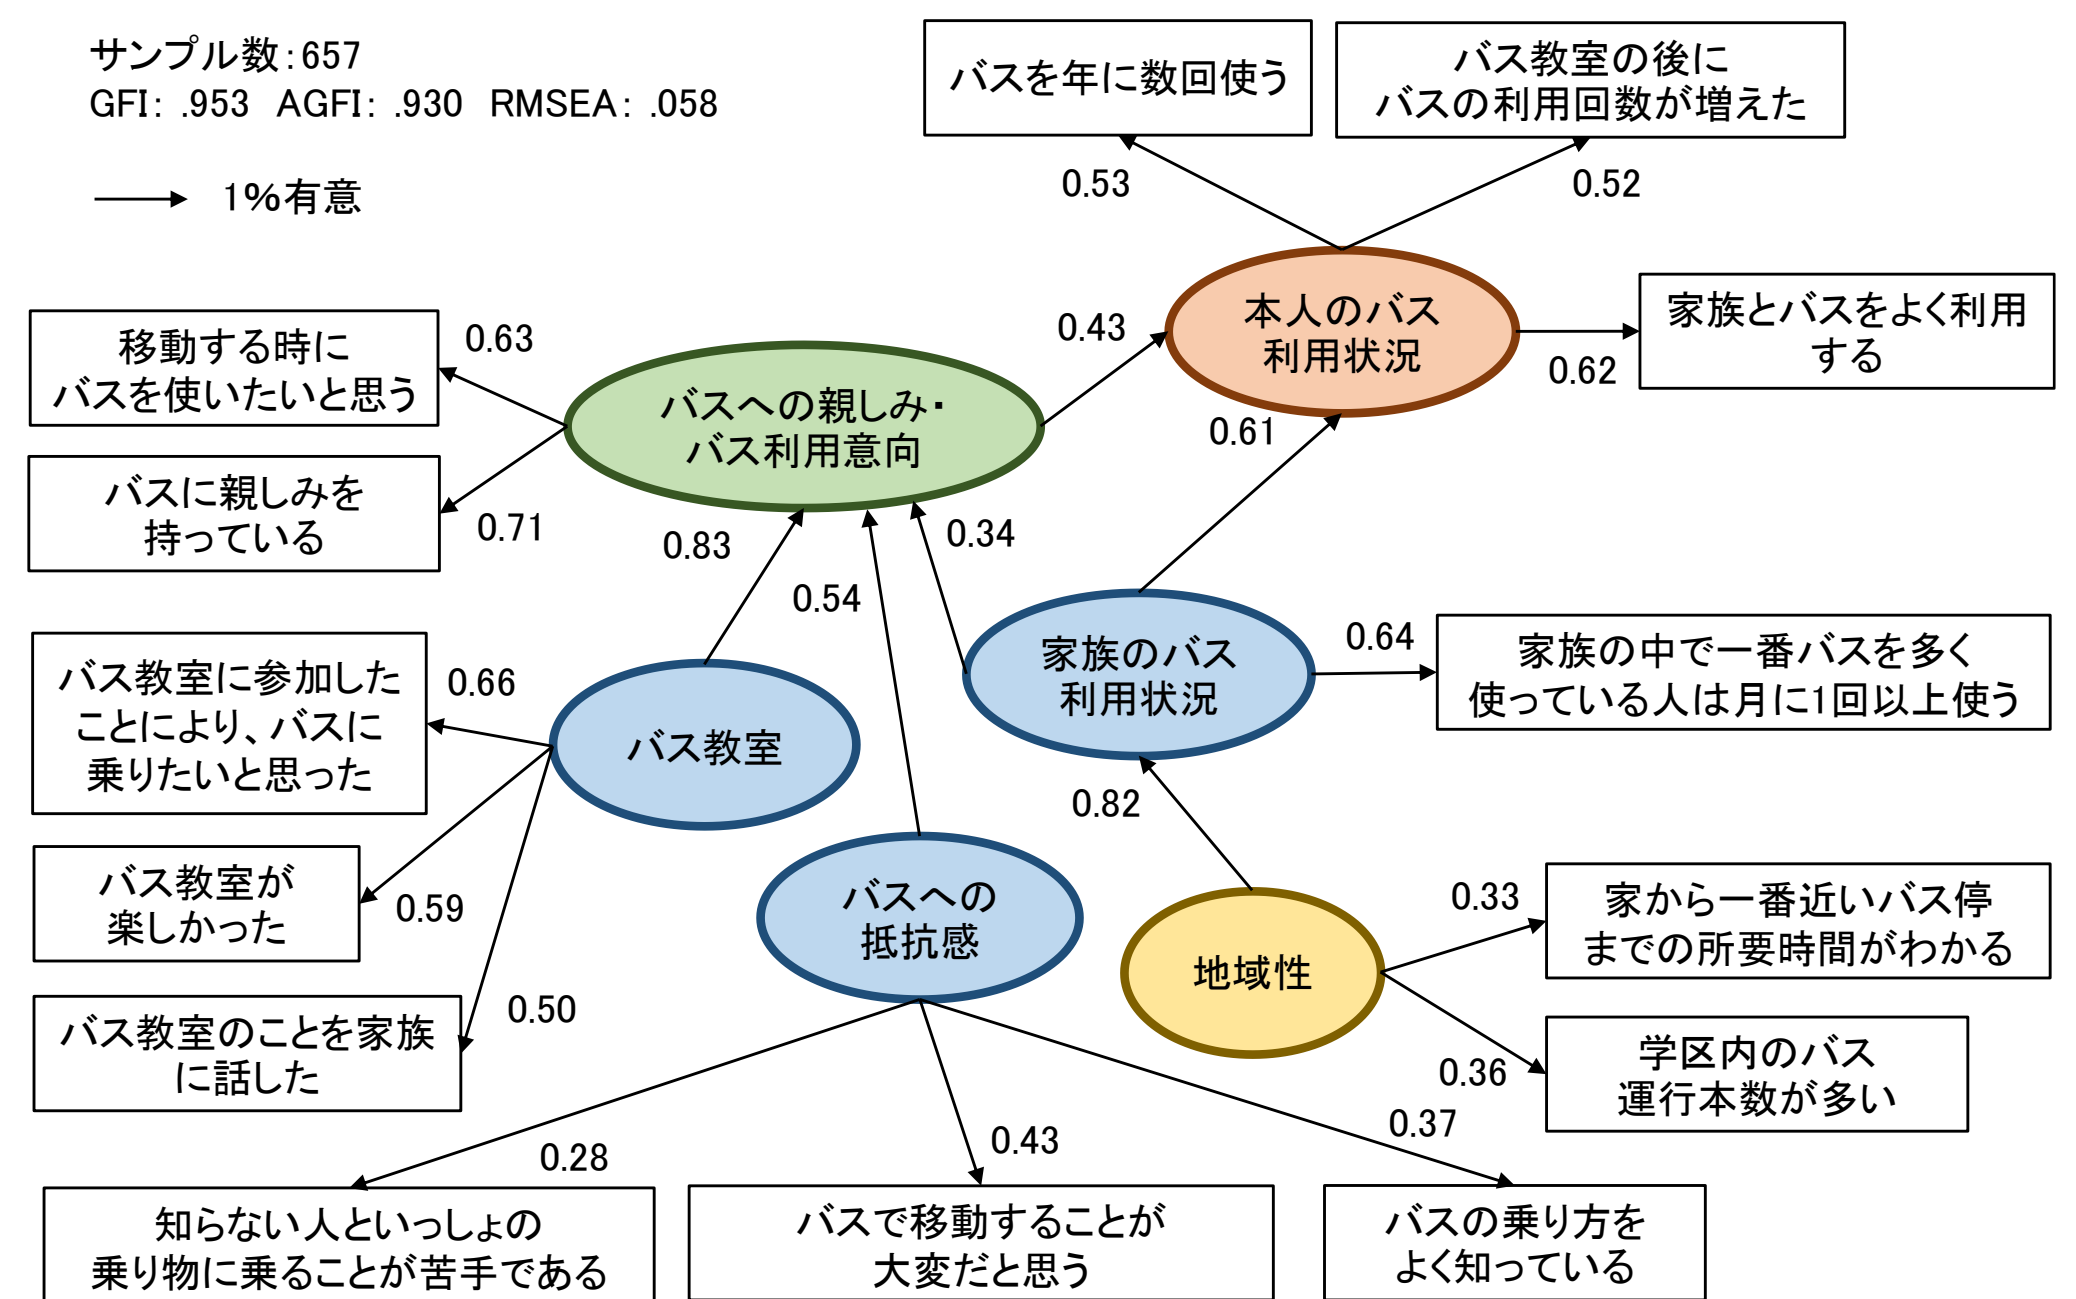 サンプル数:657
GFI: .953 AGFI: .930 RMSEA: .058
1%有意
バスを年に数回使う
バス教室の後に
バスの利用回数が増えた
0.53
0.52
本人のバス
利用状況
家族とバスをよく利用
する
0.62
0.43
0.61
移動する時に
バスを使いたいと思う
0.63
バスへの親しみ・
バス利用意向
バスに親しみを
持っている
0.71
0.83
0.54
0.34
家族のバス
利用状況
0.64
家族の中で一番バスを多く
使っている人は月に1回以上使う
バス教室に参加した
ことにより、バスに
乗りたいと思った
0.66
バス教室
0.82
バス教室が
楽しかった
0.59
バスへの
抵抗感
地域性
0.33
家から一番近いバス停
までの所要時間がわかる
バス教室のことを家族
に話した
0.50
0.36
学区内のバス
運行本数が多い
0.28
0.43
0.37
知らない人といっしょの
乗り物に乗ることが苦手である
バスで移動することが
大変だと思う
バスの乗り方を
よく知っている